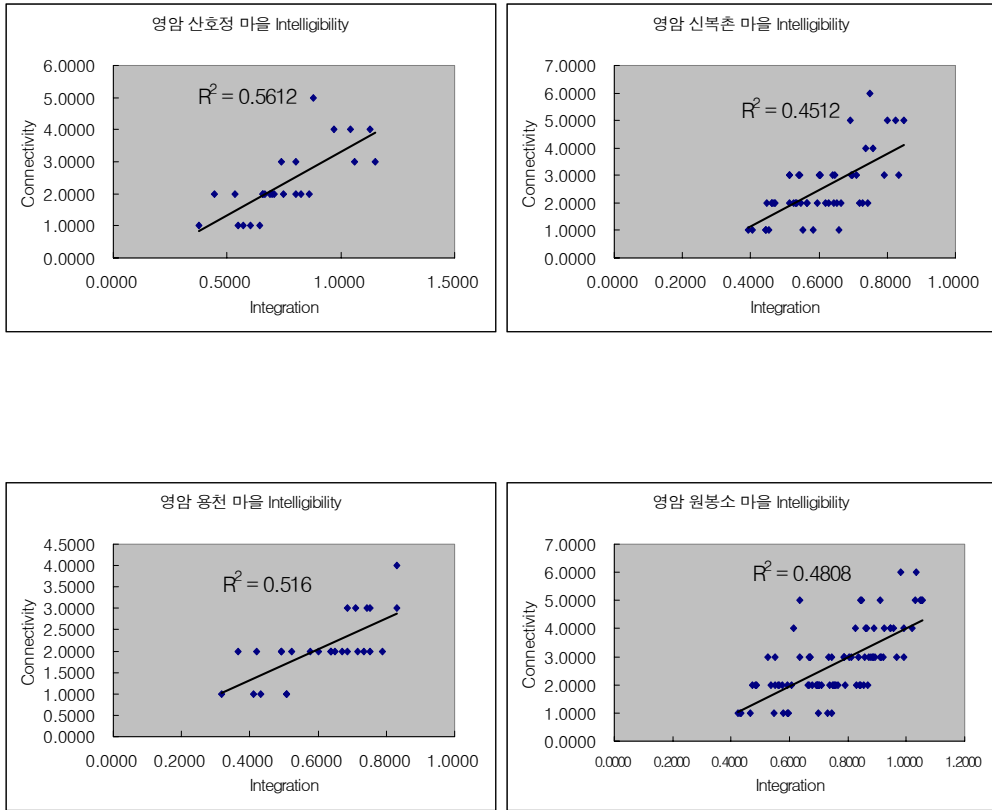 영암 산호정 마을 Intelligibility
6.0000
5.0000
4.0000
3.0000
2.0000
1.0000
0.0000
Connectivity
R² = 0.5612
0.0000 0.5000 1.0000 1.5000
Integration
영암 신복촌 마을 Intelligibility
7.0000
6.0000
5.0000
4.0000
3.0000
2.0000
1.0000
0.0000
Connectivity
R² = 0.4512
0.0000 0.2000 0.4000 0.6000 0.8000 1.0000
Integration
영암 용천 마을 Intelligibility
4.5000
4.0000
3.5000
3.0000
2.5000
2.0000
1.5000
1.0000
0.5000
0.0000
Connectivity
R² = 0.516
0.0000 0.2000 0.4000 0.6000 0.8000 1.0000
Integration
영암 원봉소 마을 Intelligibility
7.0000
6.0000
5.0000
4.0000
3.0000
2.0000
1.0000
0.0000
Connectivity
R² = 0.4808
0.0000 0.2000 0.4000 0.6000 0.8000 1.0000 1.2000
Integration